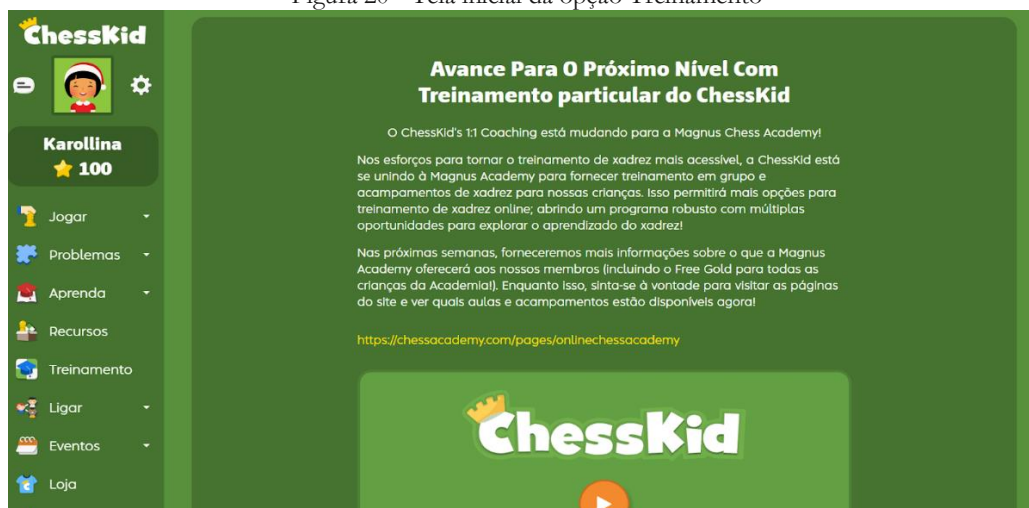 Figura 20 - Tela inicial da opção Treinamento
ChessKid
Karollina
100
Jogar
Problemas
Aprenda
Recursos
Treinamento
Ligar
Eventos
Loja
Avance Para O Próximo Nível Com
Treinamento particular do ChessKid
O ChessKid's 1:1 Coaching está mudando para a Magnus Chess Academy!
Nos esforços para tornar o treinamento de xadrez mais acessível, a ChessKid está
se unindo à Magnus Academy para fornecer treinamento em grupo e
acampamentos de xadrez para nossas crianças. Isso permitirá mais opções para
treinamento de xadrez online; abrindo um programa robusto com múltiplas
oportunidades para explorar o aprendizado do xadrez!
Nas próximas semanas, forneceremos mais informações sobre o que a Magnus
Academy oferecerá aos nossos membros (incluindo o Free Gold para todas as
crianças da Academia!). Enquanto isso, sinta-se à vontade para visitar as páginas
do site e ver quais aulas e acampamentos estão disponíveis agora!
https://chessacademy.com/pages/onlinechessacademy
ChessKid